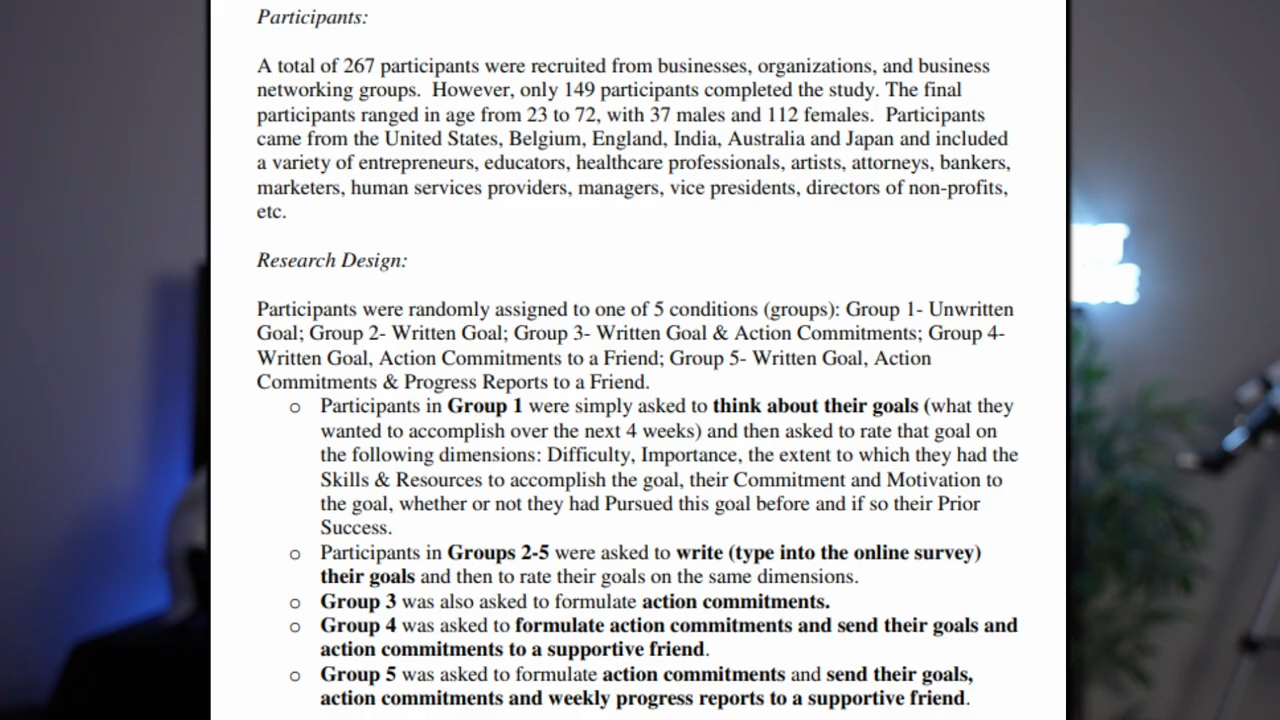 Participants:
A total of 267 participants were recruited from businesses, organizations, and business
networking groups. However, only 149 participants completed the study. The final
participants ranged in age from 23 to 72, with 37 males and 112 females. Participants
came from the United States, Belgium, England, India, Australia and Japan and included
a variety of entrepreneurs, educators, healthcare professionals, artists, attorneys, bankers,
marketers, human services providers, managers, vice presidents, directors of non-profits,
etc.
Research Design:
Participants were randomly assigned to one of 5 conditions (groups): Group 1- Unwritten
Goal; Group 2- Written Goal; Group 3- Written Goal & Action Commitments; Group 4-
Written Goal, Action Commitments to a Friend; Group 5- Written Goal, Action
Commitments & Progress Reports to a Friend.
o Participants in Group 1 were simply asked to think about their goals (what they
wanted to accomplish over the next 4 weeks) and then asked to rate that goal on
the following dimensions: Difficulty, Importance, the extent to which they had the
Skills & Resources to accomplish the goal, their Commitment and Motivation to
the goal, whether or not they had Pursued this goal before and if so their Prior
Success.
o Participants in Groups 2-5 were asked to write (type into the online survey)
their goals and then to rate their goals on the same dimensions.
o Group 3 was also asked to formulate action commitments.
o Group 4 was asked to formulate action commitments and send their goals and
action commitments to a supportive friend.
o Group 5 was asked to formulate action commitments and send their goals,
action commitments and weekly progress reports to a supportive friend.